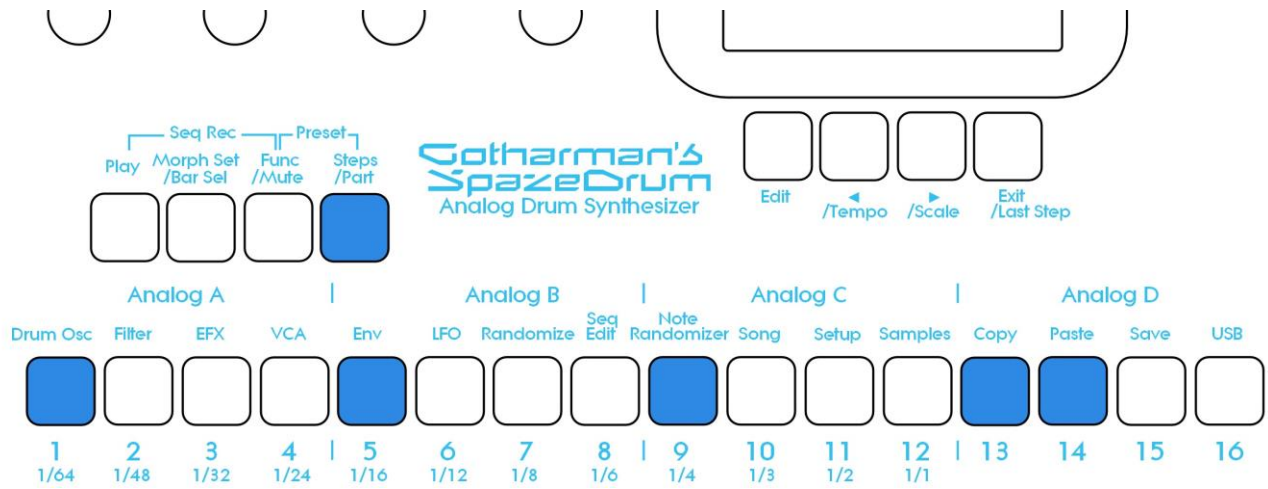 Seq Rec Preset
Play Morph Set /Bar Sel Func /Mute Steps /Part
Gotharman's
SpazeDrum
Analog Drum Synthesizer
Edit ◄ /Tempo ► /Scale Exit /Last Step
Analog A | Analog B | Analog C | Analog D
Drum Osc Filter EFX VCA Env LFO Randomize Seq Edit Note Randomizer Song Setup Samples Copy Paste Save USB
1 2 3 4 | 5 6 7 8 | 9 10 11 12 | 13 14 15 16
1/64 1/48 1/32 1/24 1/16 1/12 1/8 1/6 1/4 1/3 1/2 1/1